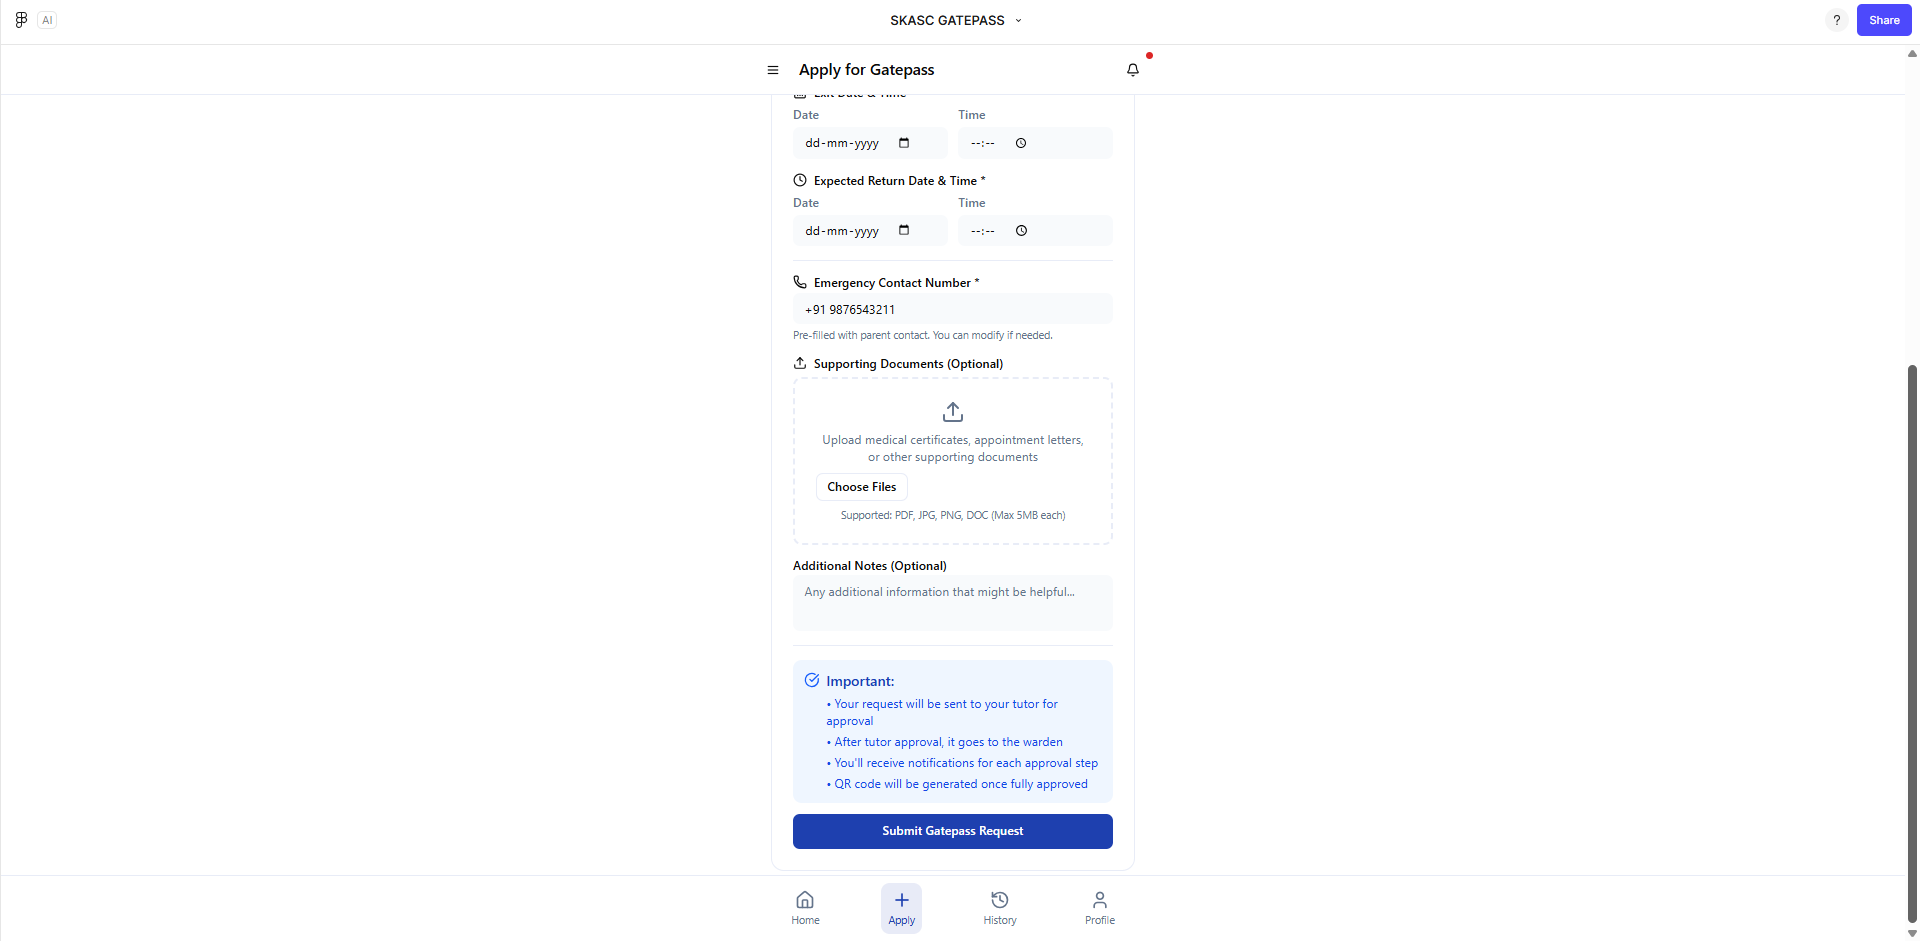 AI
SKASC GATEPASS
?
Share
Apply for Gatepass
Exit Date & Time
Date Time
dd-mm-yyyy --:--
Expected Return Date & Time *
Date Time
dd-mm-yyyy --:--
Emergency Contact Number *
+91 9876543211
Pre-filled with parent contact. You can modify if needed.
Supporting Documents (Optional)
Upload medical certificates, appointment letters,
or other supporting documents
Choose Files
Supported: PDF, JPG, PNG, DOC (Max 5MB each)
Additional Notes (Optional)
Any additional information that might be helpful...
Important:
• Your request will be sent to your tutor for
approval
• After tutor approval, it goes to the warden
• You'll receive notifications for each approval step
• QR code will be generated once fully approved
Submit Gatepass Request
Home Apply History Profile